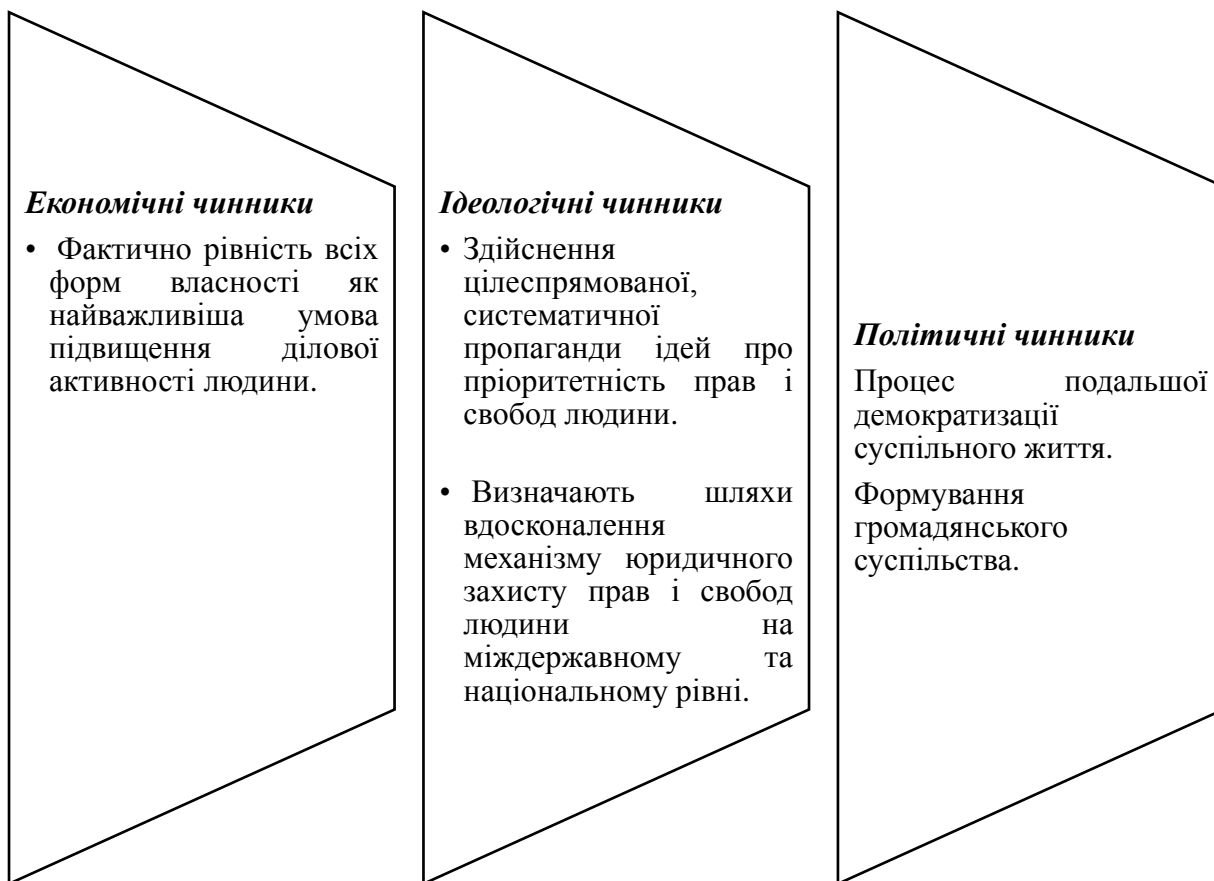 Економічні чинники
• Фактично рівність всіх
форм власності як
найважливіша умова
підвищення ділової
активності людини.
Ідеологічні чинники
• Здійснення
цілеспрямованої,
систематичної
пропаганди ідей про
пріоритетність прав і
свобод людини.
• Визначають шляхи
вдосконалення
механізму юридичного
захисту прав і свобод
людини на
міждержавному та
національному рівні.
Політичні чинники
Процес подальшої
демократизації
суспільного життя.
Формування
громадянського
суспільства.